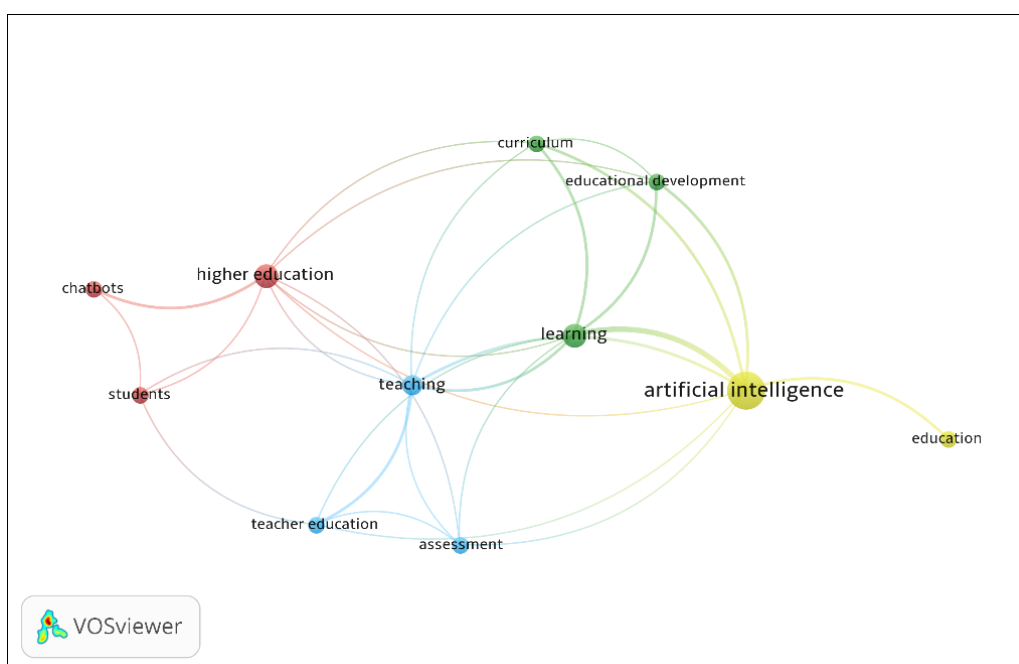 curriculum
educational development
higher education
chatbots
learning
teaching
artificial intelligence
students
education
teacher education
assessment
VOSviewer